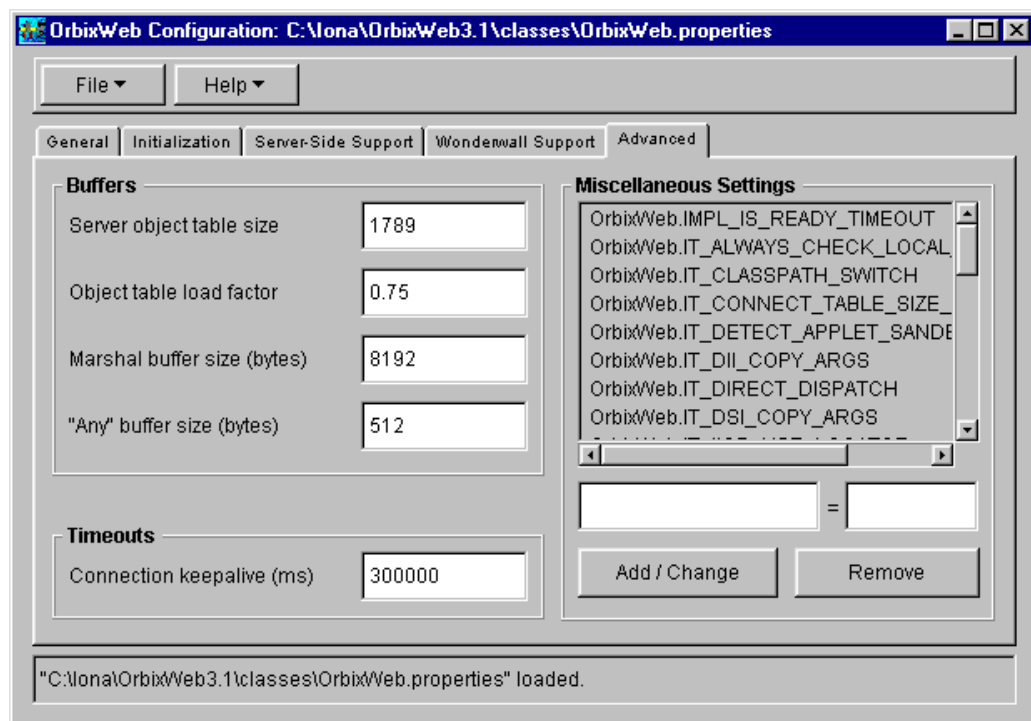 OrbixWeb Configuration: C:\Iona\OrbixWeb3.1\classes\OrbixWeb.properties
File Help
General Initialization Server-Side Support Wonderwall Support Advanced
Buffers
Server object table size 1789
Object table load factor 0.75
Marshal buffer size (bytes) 8192
"Any" buffer size (bytes) 512
Timeouts
Connection keepalive (ms) 300000
Miscellaneous Settings
OrbixWeb.IMPL_IS_READY_TIMEOUT
OrbixWeb.IT_ALWAYS_CHECK_LOCAL_
OrbixWeb.IT_CLASSPATH_SWITCH
OrbixWeb.IT_CONNECT_TABLE_SIZE_
OrbixWeb.IT_DETECT_APPLET_SANDB
OrbixWeb.IT_DII_COPY_ARGS
OrbixWeb.IT_DIRECT_DISPATCH
OrbixWeb.IT_DSI_COPY_ARGS
=
Add / Change Remove
"C:\Iona\OrbixWeb3.1\classes\OrbixWeb.properties" loaded.